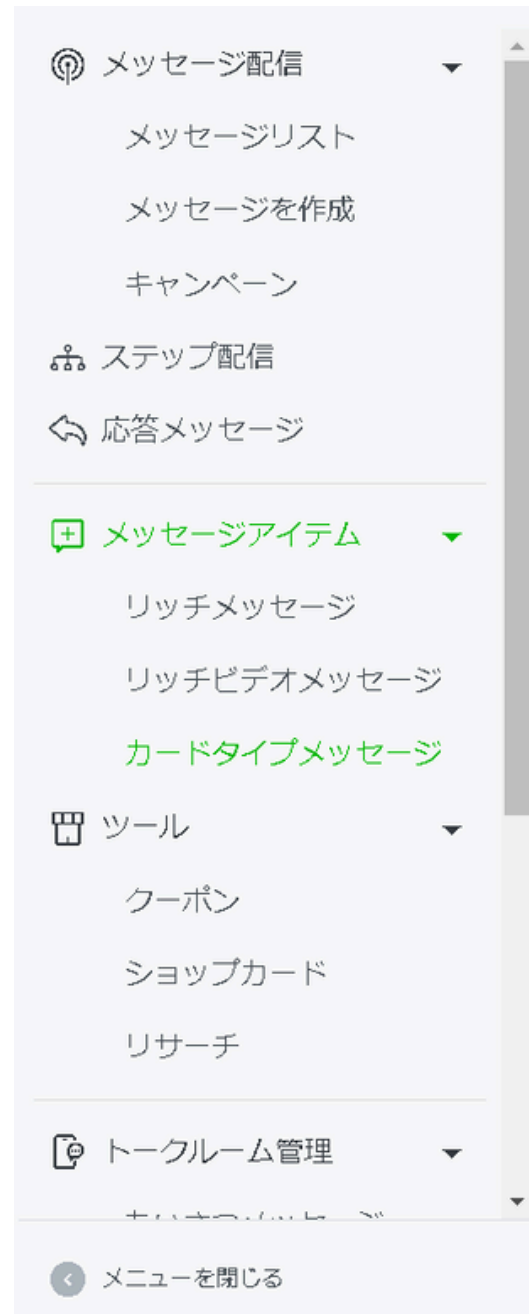 メッセージ配信
メッセージリスト
メッセージを作成
キャンペーン
ステップ配信
応答メッセージ
メッセージアイテム
リッチメッセージ
リッチビデオメッセージ
カードタイプメッセージ
ツール
クーポン
ショップカード
リサーチ
トークルーム管理
メニューを閉じる